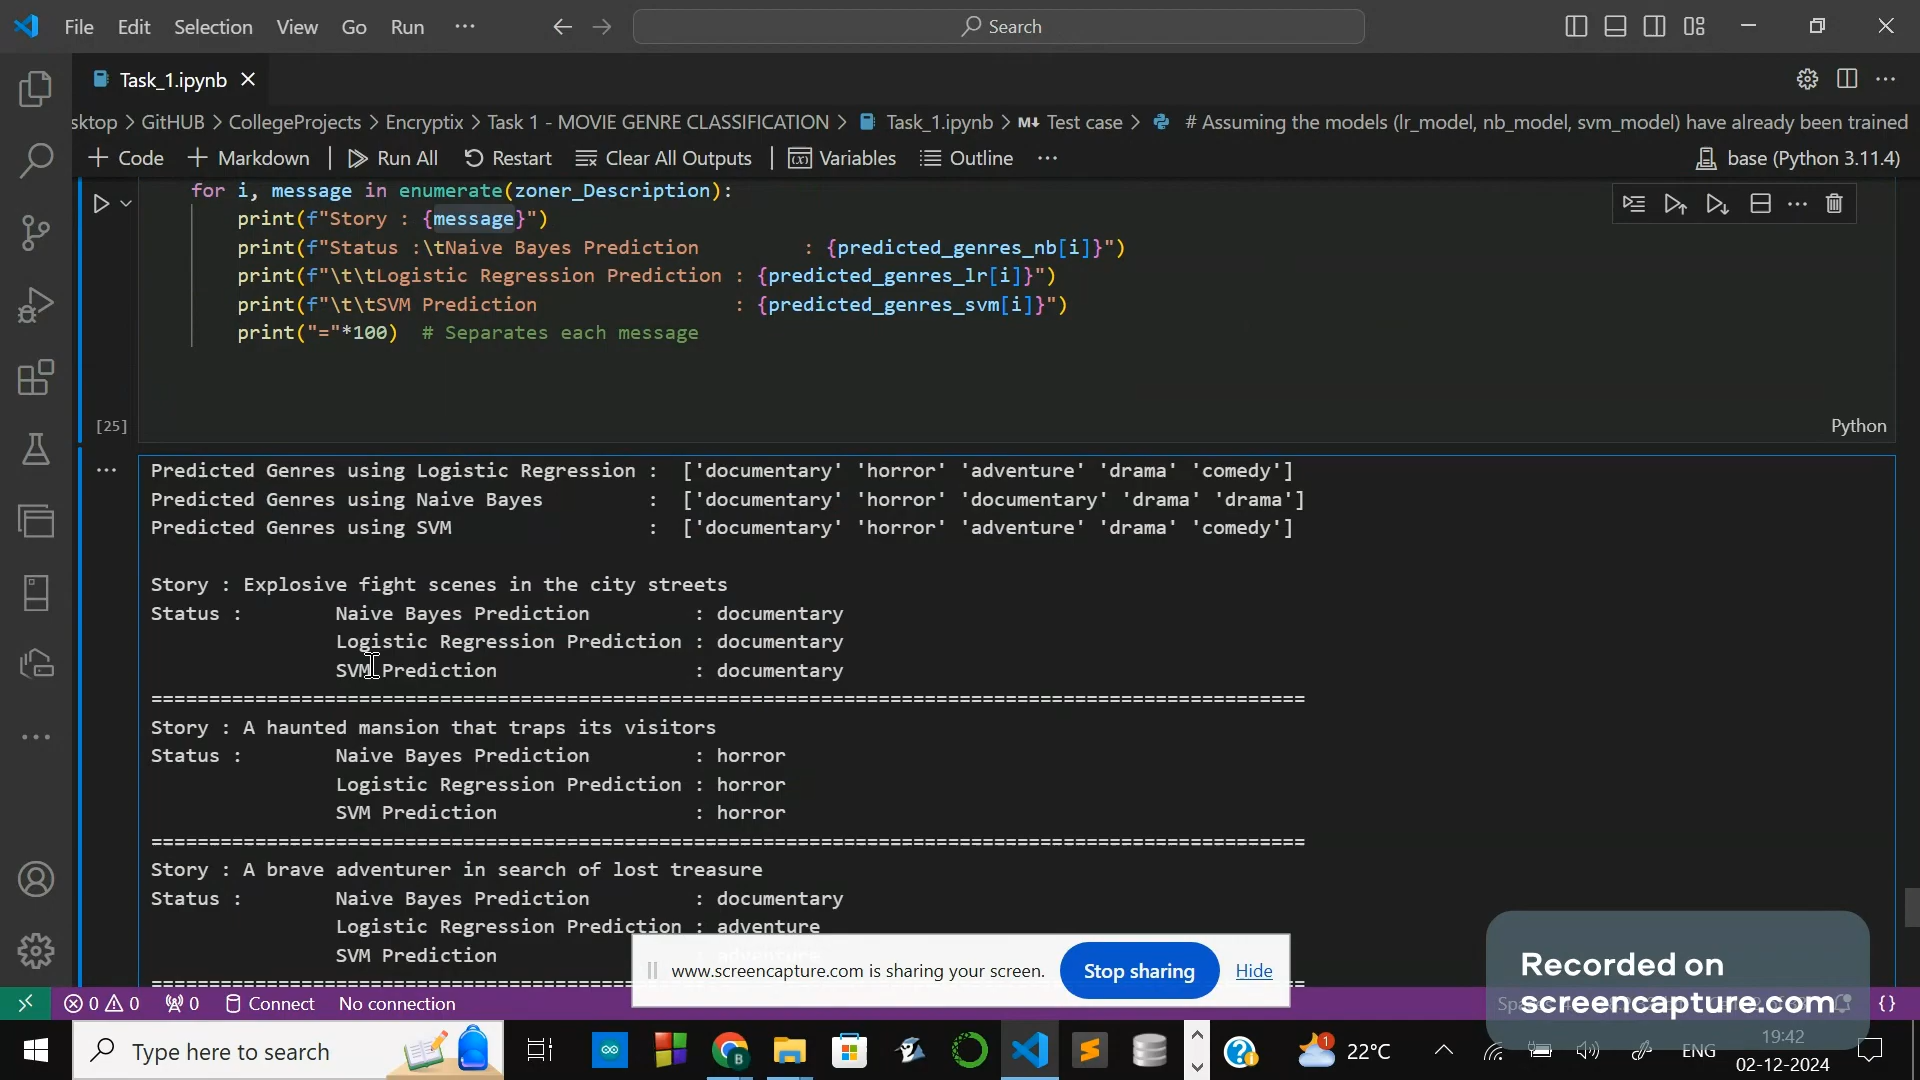 File Edit Selection View Go Run ··· Search
Task_1.ipynb
sktop > GitHUB > CollegeProjects > Encryptix > Task 1 - MOVIE GENRE CLASSIFICATION > Task_1.ipynb > M↓ Test case > # Assuming the models (lr_model, nb_model, svm_model) have already been trained
+ Code + Markdown | Run All Restart Clear All Outputs | Variables Outline ··· base (Python 3.11.4)
for i, message in enumerate(zoner_Description):
print(f"Story : {message}")
print(f"Status :\tNaive Bayes Prediction         : {predicted_genres_nb[i]}")
print(f"\t\tLogistic Regression Prediction : {predicted_genres_lr[i]}")
print(f"\t\tSVM Prediction                 : {predicted_genres_svm[i]}")
print("="*100)  # Separates each message
[25] Python
Predicted Genres using Logistic Regression :  ['documentary' 'horror' 'adventure' 'drama' 'comedy']
Predicted Genres using Naive Bayes         :  ['documentary' 'horror' 'documentary' 'drama' 'drama']
Predicted Genres using SVM                 :  ['documentary' 'horror' 'adventure' 'drama' 'comedy']
Story : Explosive fight scenes in the city streets
Status :        Naive Bayes Prediction         : documentary
Logistic Regression Prediction : documentary
SVM Prediction                 : documentary
====================================================================================================
Story : A haunted mansion that traps its visitors
Status :        Naive Bayes Prediction         : horror
Logistic Regression Prediction : horror
SVM Prediction                 : horror
====================================================================================================
Story : A brave adventurer in search of lost treasure
Status :        Naive Bayes Prediction         : documentary
Logistic Regression Prediction : adventure
SVM Prediction
www.screencapture.com is sharing your screen. Stop sharing Hide
Recorded on
screencapture.com
0 0 0 Connect No connection {}
Type here to search 1 22°C ENG 19:42
02-12-2024